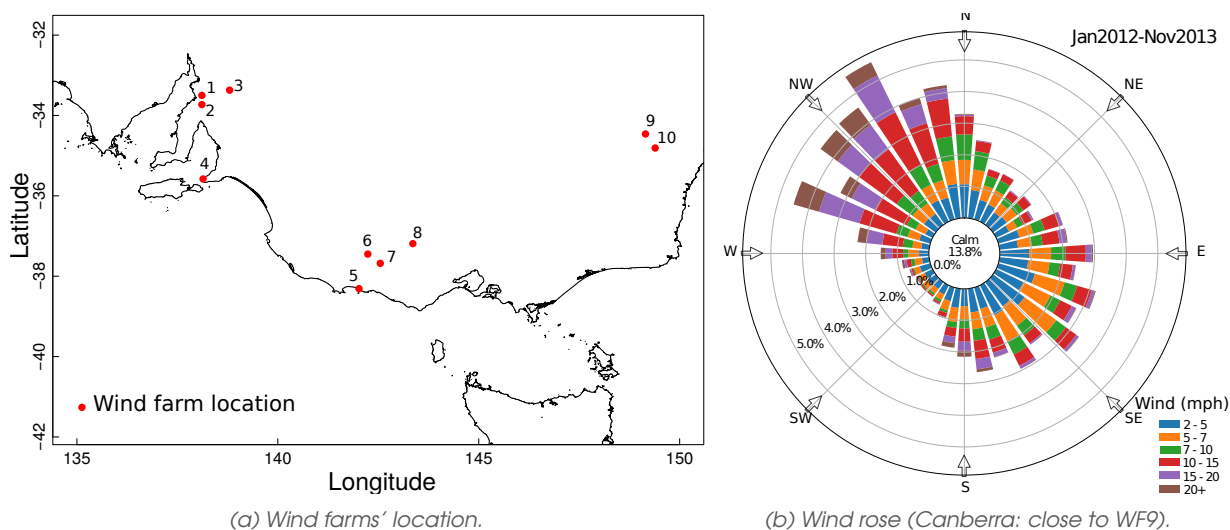 −32
−34
−36
−38
−40
−42
Latitude
1
2
3
4
5
6
7
8
9
10
Wind farm location
135
140
145
150
Longitude
(a) Wind farms' location.
Jan2012-Nov2013
N
NW
NE
W
E
SW
SE
S
Calm
13.8%
0.0%
1.0%
2.0%
3.0%
4.0%
5.0%
Wind (mph)
2 - 5
5 - 7
7 - 10
10 - 15
15 - 20
20+
(b) Wind rose (Canberra: close to WF9).